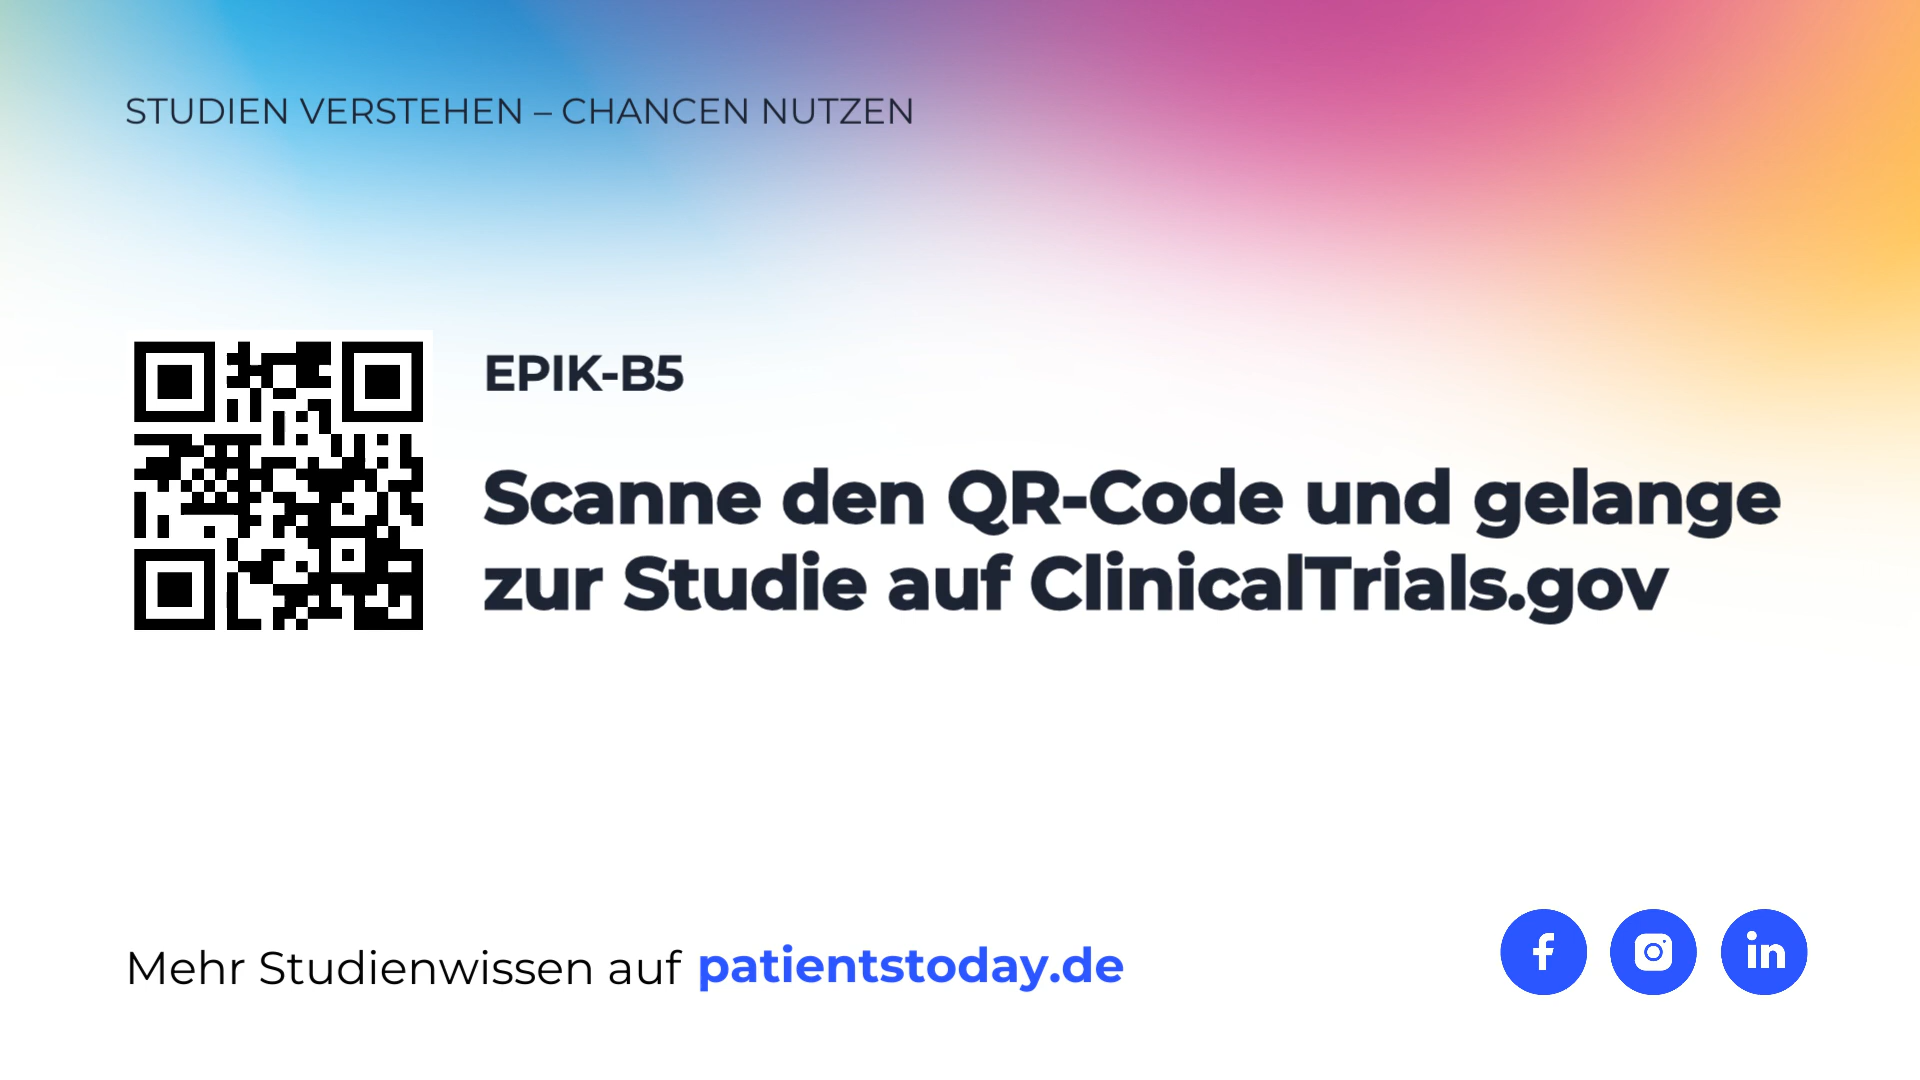 STUDIEN VERSTEHEN – CHANCEN NUTZEN
EPIK-B5
Scanne den QR-Code und gelange
zur Studie auf ClinicalTrials.gov
Mehr Studienwissen auf patientstoday.de